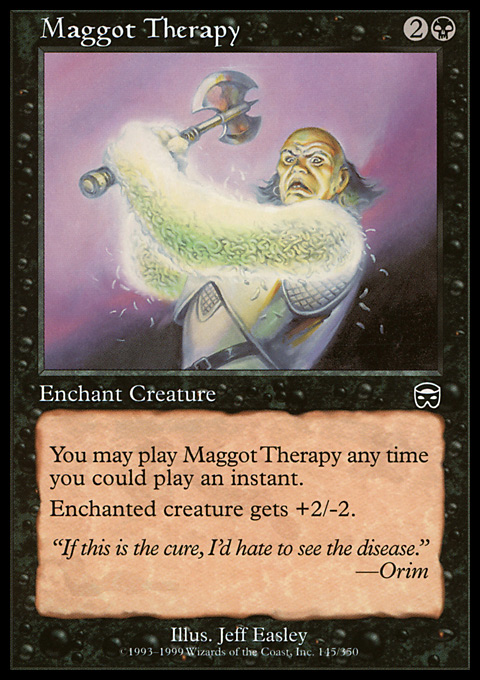 Maggot Therapy 2
Enchant Creature
You may play Maggot Therapy any time
you could play an instant.
Enchanted creature gets +2/-2.
“If this is the cure, I’d hate to see the disease.”
—Orim
Illus. Jeff Easley
©1993–1999 Wizards of the Coast, Inc. 145/350